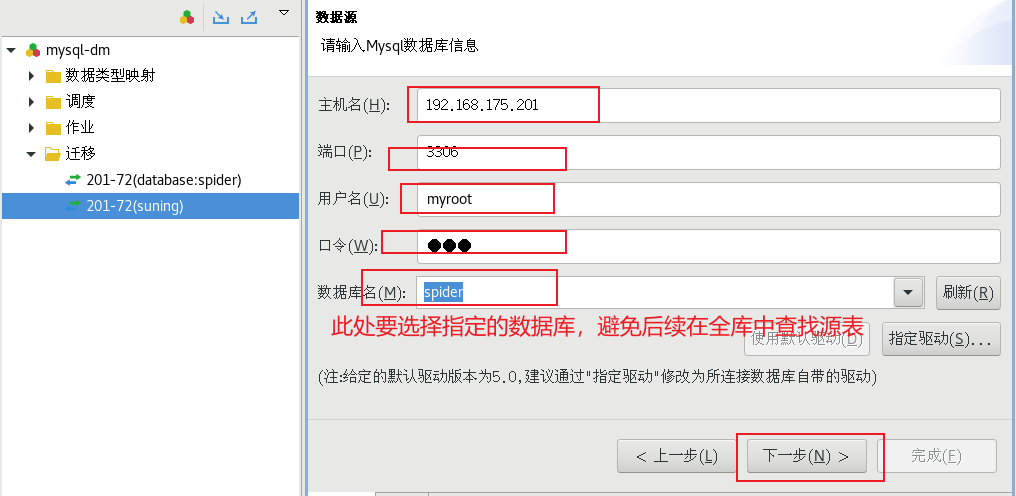 mysql-dm
数据类型映射
调度
作业
迁移
201-72(database:spider)
201-72(suning)
数据源
请输入Mysql数据库信息
主机名(H): 192.168.175.201
端口(P): 3306
用户名(U): myroot
口令(W): ●●●
数据库名(M): spider 刷新(R)
此处要选择指定的数据库，避免后续在全库中查找源表
使用默认驱动(D) 指定驱动(S)...
(注:给定的默认驱动版本为5.0,建议通过"指定驱动"修改为所连接数据库自带的驱动)
< 上一步(L) 下一步(N) > 完成(F)